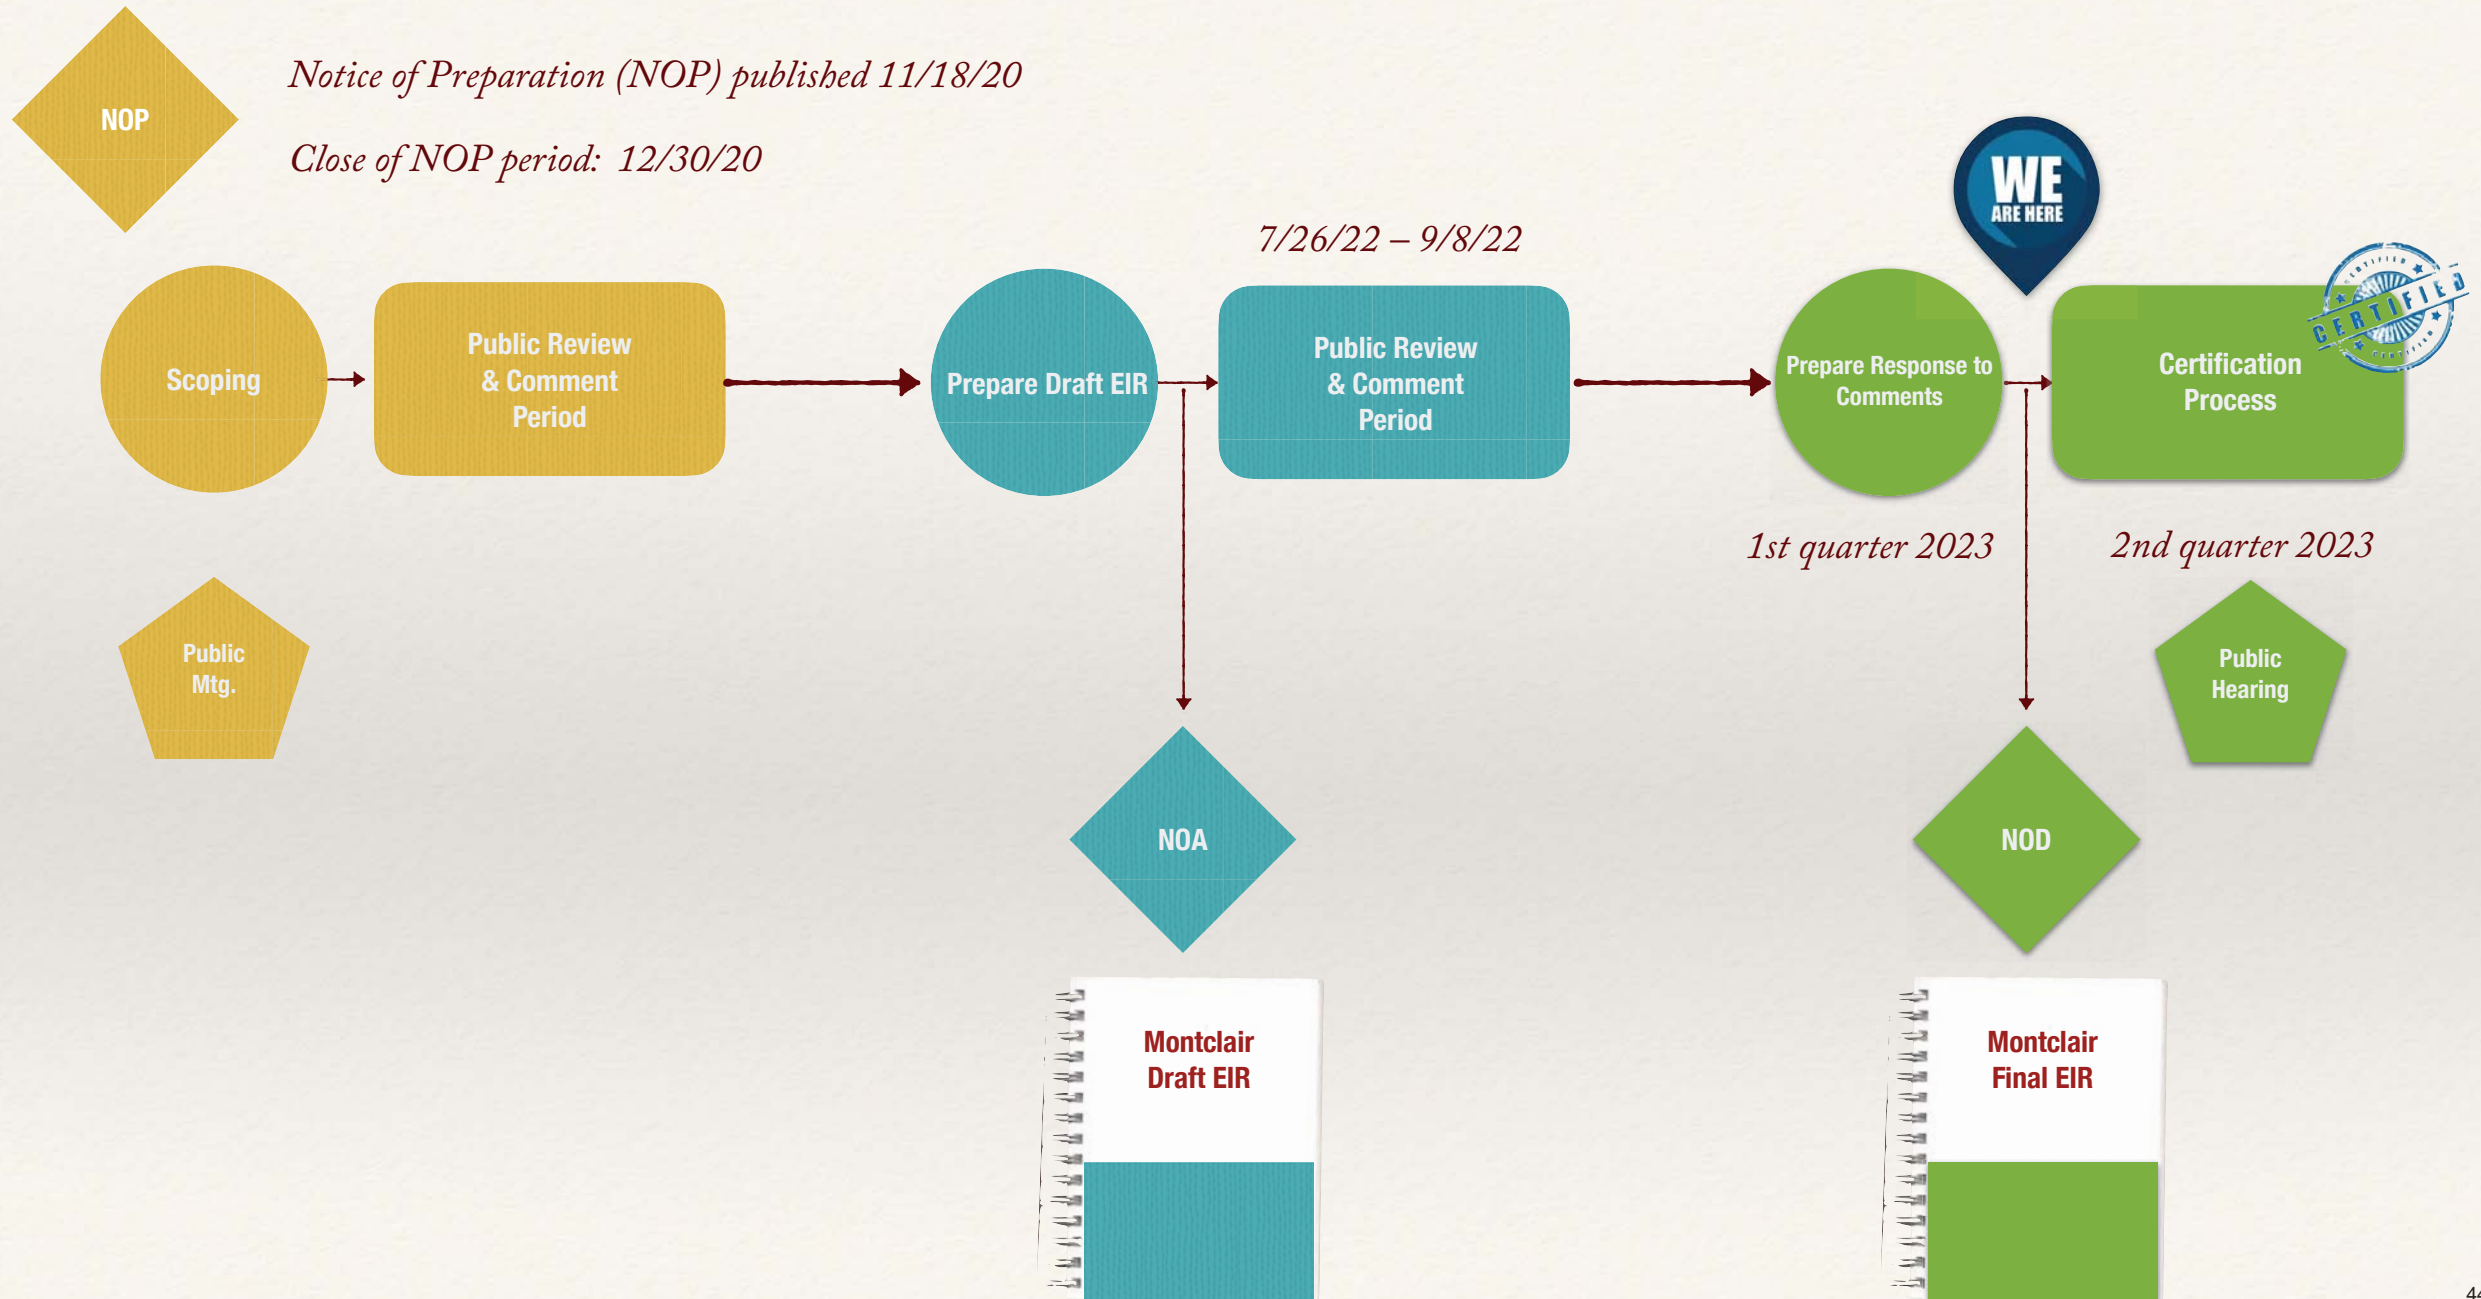 NOP
Notice of Preparation (NOP) published 11/18/20
Close of NOP period: 12/30/20
WE
ARE HERE
7/26/22 – 9/8/22
Scoping
Public Review
& Comment
Period
Prepare Draft EIR
Public Review
& Comment
Period
Prepare Response to
Comments
Certification
Process
CERTIFIED
CERTIFIED
CERTIFIED
1st quarter 2023
2nd quarter 2023
Public
Mtg.
Public
Hearing
NOA
NOD
Montclair
Draft EIR
Montclair
Final EIR